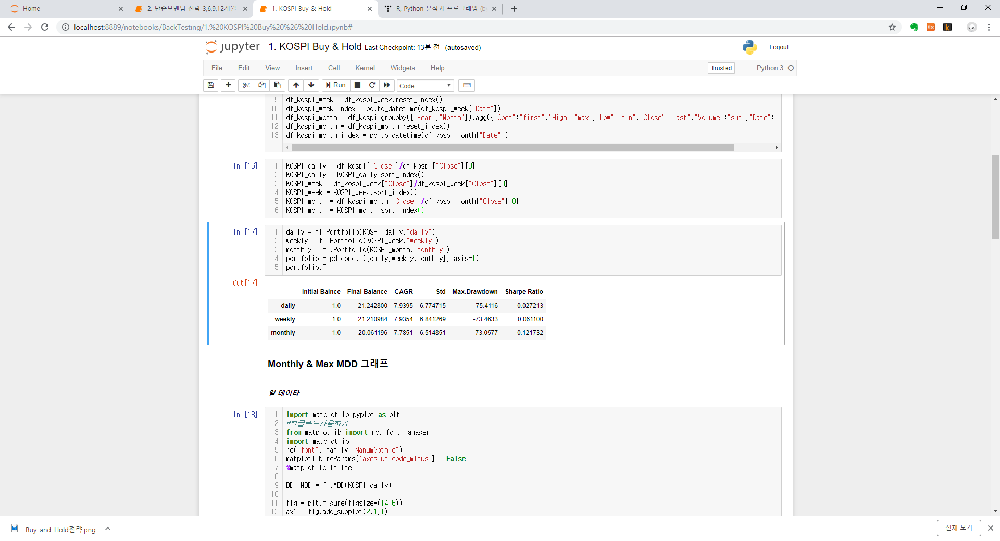 Home
2. 단순모멘텀 전략 3,6,9,12개월
1. KOSPI Buy & Hold
R, Python 분석과 프로그래밍 (b
localhost:8889/notebooks/BackTesting/1.%20KOSPI%20Buy%20%26%20Hold.ipynb#
jupyter 1. KOSPI Buy & Hold Last Checkpoint: 13분 전 (autosaved)
Logout
File Edit View Insert Cell Kernel Widgets Help
Trusted
Python 3
Run
Code
9 df_kospi_week = df_kospi_week.reset_index()
10 df_kospi_week.index = pd.to_datetime(df_kospi_week["Date"])
11 df_kospi_month = df_kospi.groupby(["Year","Month"]).agg({"Open":"first","High":"max","Low":"min","Close":"last","Volume":"sum","Date":"l
12 df_kospi_month = df_kospi_month.reset_index()
13 df_kospi_month.index = pd.to_datetime(df_kospi_month["Date"])
In [16]:
1 KOSPI_daily = df_kospi["Close"]/df_kospi["Close"][0]
2 KOSPI_daily = KOSPI_daily.sort_index()
3 KOSPI_week = df_kospi_week["Close"]/df_kospi_week["Close"][0]
4 KOSPI_week = KOSPI_week.sort_index()
5 KOSPI_month = df_kospi_month["Close"]/df_kospi_month["Close"][0]
6 KOSPI_month = KOSPI_month.sort_index()
In [17]:
1 daily = fl.Portfolio(KOSPI_daily,"daily")
2 weekly = fl.Portfolio(KOSPI_week,"weekly")
3 monthly = fl.Portfolio(KOSPI_month,"monthly")
4 portfolio = pd.concat([daily,weekly,monthly], axis=1)
5 portfolio.T
Out[17]:
Initial Balnce Final Balance CAGR Std Max.Drawdown Sharpe Ratio
daily 1.0 21.242800 7.9395 6.774715 -75.4116 0.027213
weekly 1.0 21.210984 7.9354 6.841269 -73.4633 0.061100
monthly 1.0 20.061196 7.7851 6.514851 -73.0577 0.121732
Monthly & Max MDD 그래프
일 데이타
In [18]:
1 import matplotlib.pyplot as plt
2 #한글폰트사용하기
3 from matplotlib import rc, font_manager
4 import matplotlib
5 rc("font", family="NanumGothic")
6 matplotlib.rcParams['axes.unicode_minus'] = False
7 %matplotlib inline
8
9 DD, MDD = fl.MDD(KOSPI_daily)
10
11 fig = plt.figure(figsize=(14,6))
12 ax1 = fig.add_subplot(2,1,1)
Buy_and_Hold전략.png
전체 보기